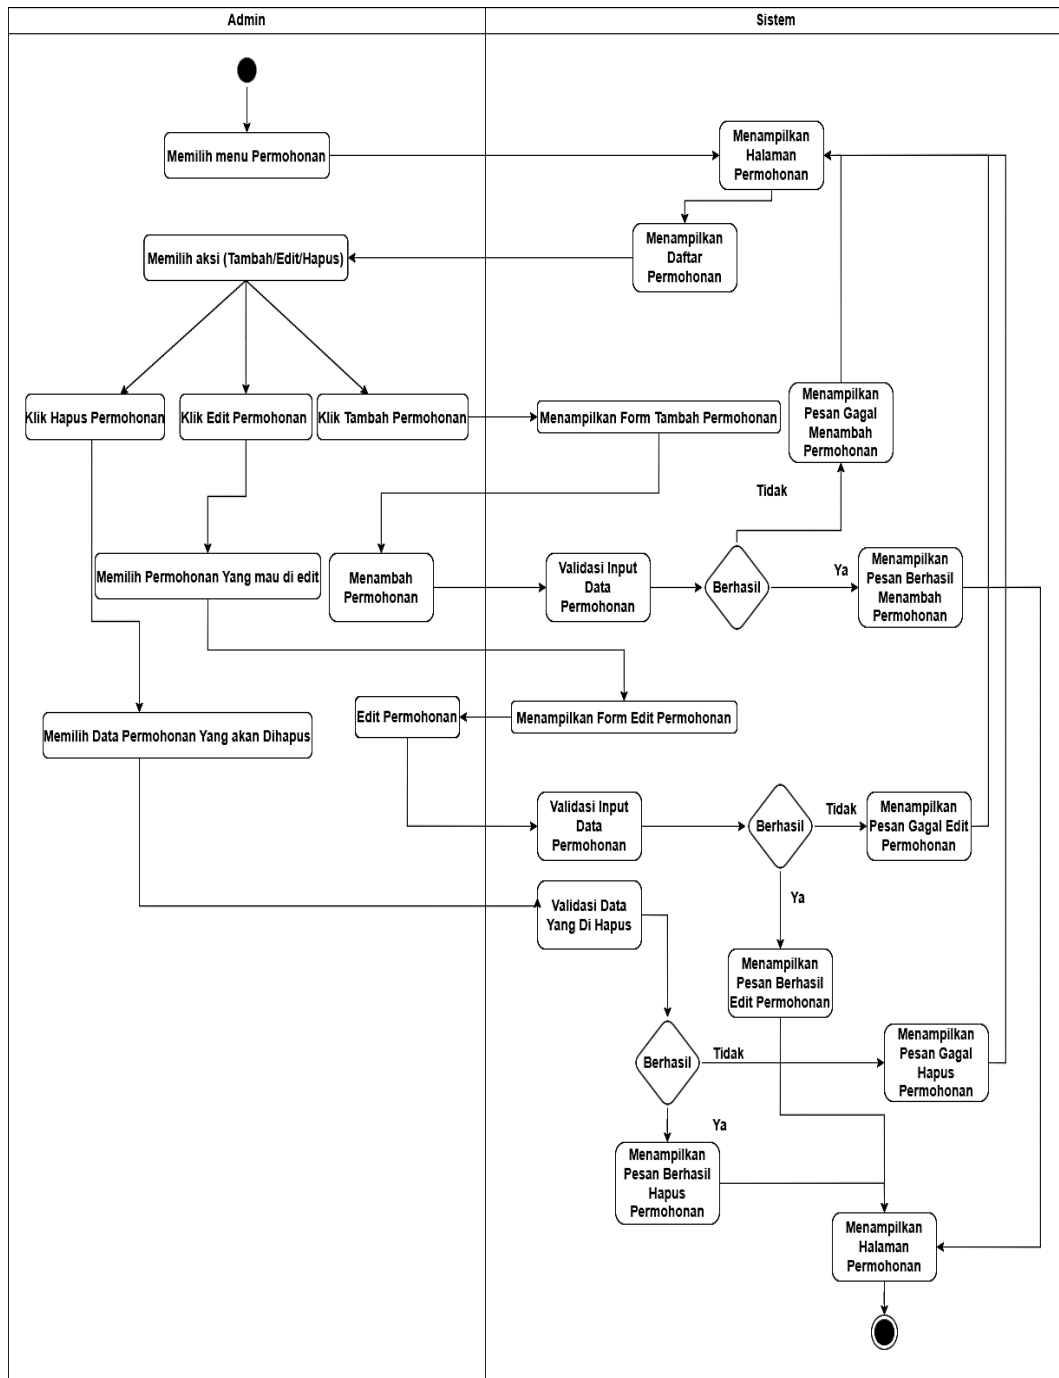 Admin
Sistem
Memilih menu Permohonan
Menampilkan
Halaman
Permohonan
Menampilkan
Daftar
Permohonan
Memilih aksi (Tambah/Edit/Hapus)
Klik Hapus Permohonan
Klik Edit Permohonan
Klik Tambah Permohonan
Menampilkan Form Tambah Permohonan
Menampilkan
Pesan Gagal
Menambah
Permohonan
Tidak
Memilih Permohonan Yang mau di edit
Menambah
Permohonan
Validasi Input
Data
Permohonan
Berhasil
Ya
Menampilkan
Pesan Berhasil
Menambah
Permohonan
Edit Permohonan
Menampilkan Form Edit Permohonan
Memilih Data Permohonan Yang akan Dihapus
Validasi Input
Data
Permohonan
Berhasil
Tidak
Menampilkan
Pesan Gagal Edit
Permohonan
Ya
Validasi Data
Yang Di Hapus
Menampilkan
Pesan Berhasil
Edit Permohonan
Berhasil
Tidak
Menampilkan
Pesan Gagal
Hapus
Permohonan
Ya
Menampilkan
Pesan Berhasil
Hapus
Permohonan
Menampilkan
Halaman
Permohonan